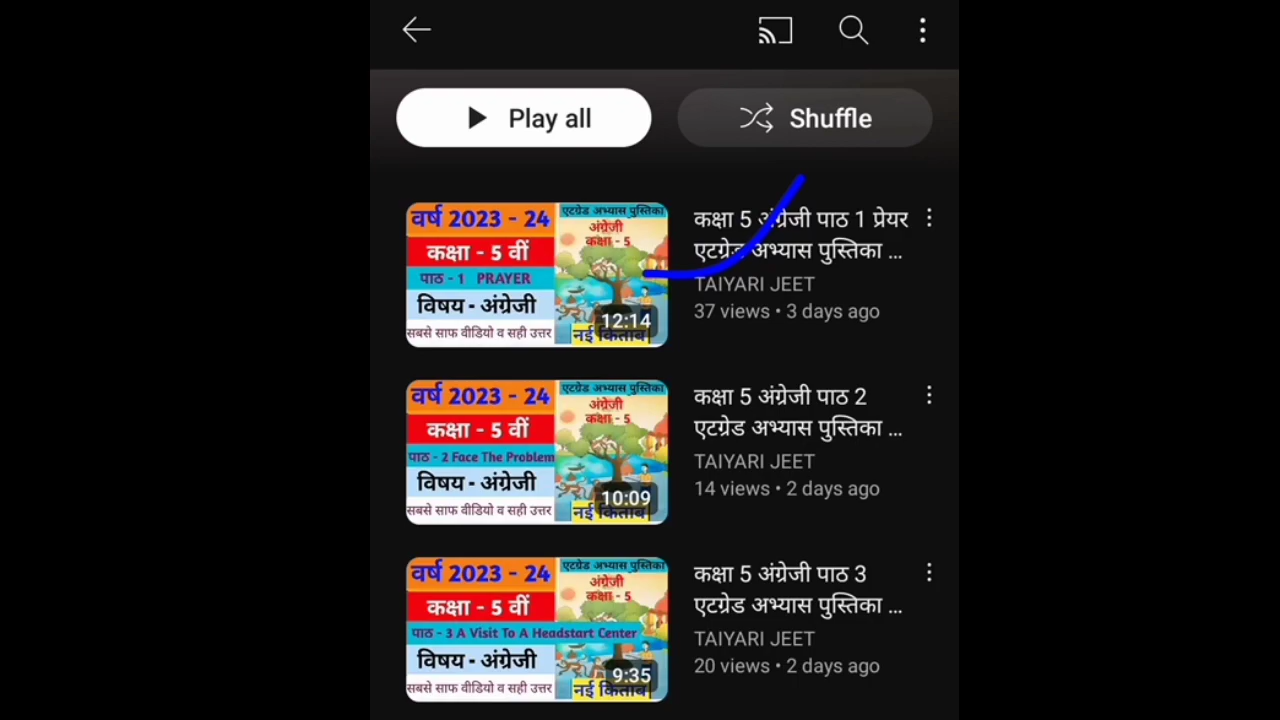 Play all
Shuffle
वर्ष 2023 - 24
कक्षा - 5 वीं
पाठ - 1 PRAYER
विषय - अंग्रेजी
सबसे साफ वीडियो व सही उत्तर
एटग्रेड अभ्यास पुस्तिका
अंग्रेजी
कक्षा - 5
12:14
नई किताब
कक्षा 5 अंग्रेजी पाठ 1 प्रेयर
एटग्रेड अभ्यास पुस्तिका ...
TAIYARI JEET
37 views • 3 days ago
वर्ष 2023 - 24
कक्षा - 5 वीं
पाठ - 2 Face The Problem
विषय - अंग्रेजी
सबसे साफ वीडियो व सही उत्तर
एटग्रेड अभ्यास पुस्तिका
अंग्रेजी
कक्षा - 5
10:09
नई किताब
कक्षा 5 अंग्रेजी पाठ 2
एटग्रेड अभ्यास पुस्तिका ...
TAIYARI JEET
14 views • 2 days ago
वर्ष 2023 - 24
कक्षा - 5 वीं
पाठ - 3 A Visit To A Headstart Center
विषय - अंग्रेजी
सबसे साफ वीडियो व सही उत्तर
एटग्रेड अभ्यास पुस्तिका
अंग्रेजी
कक्षा - 5
9:35
नई किताब
कक्षा 5 अंग्रेजी पाठ 3
एटग्रेड अभ्यास पुस्तिका ...
TAIYARI JEET
20 views • 2 days ago